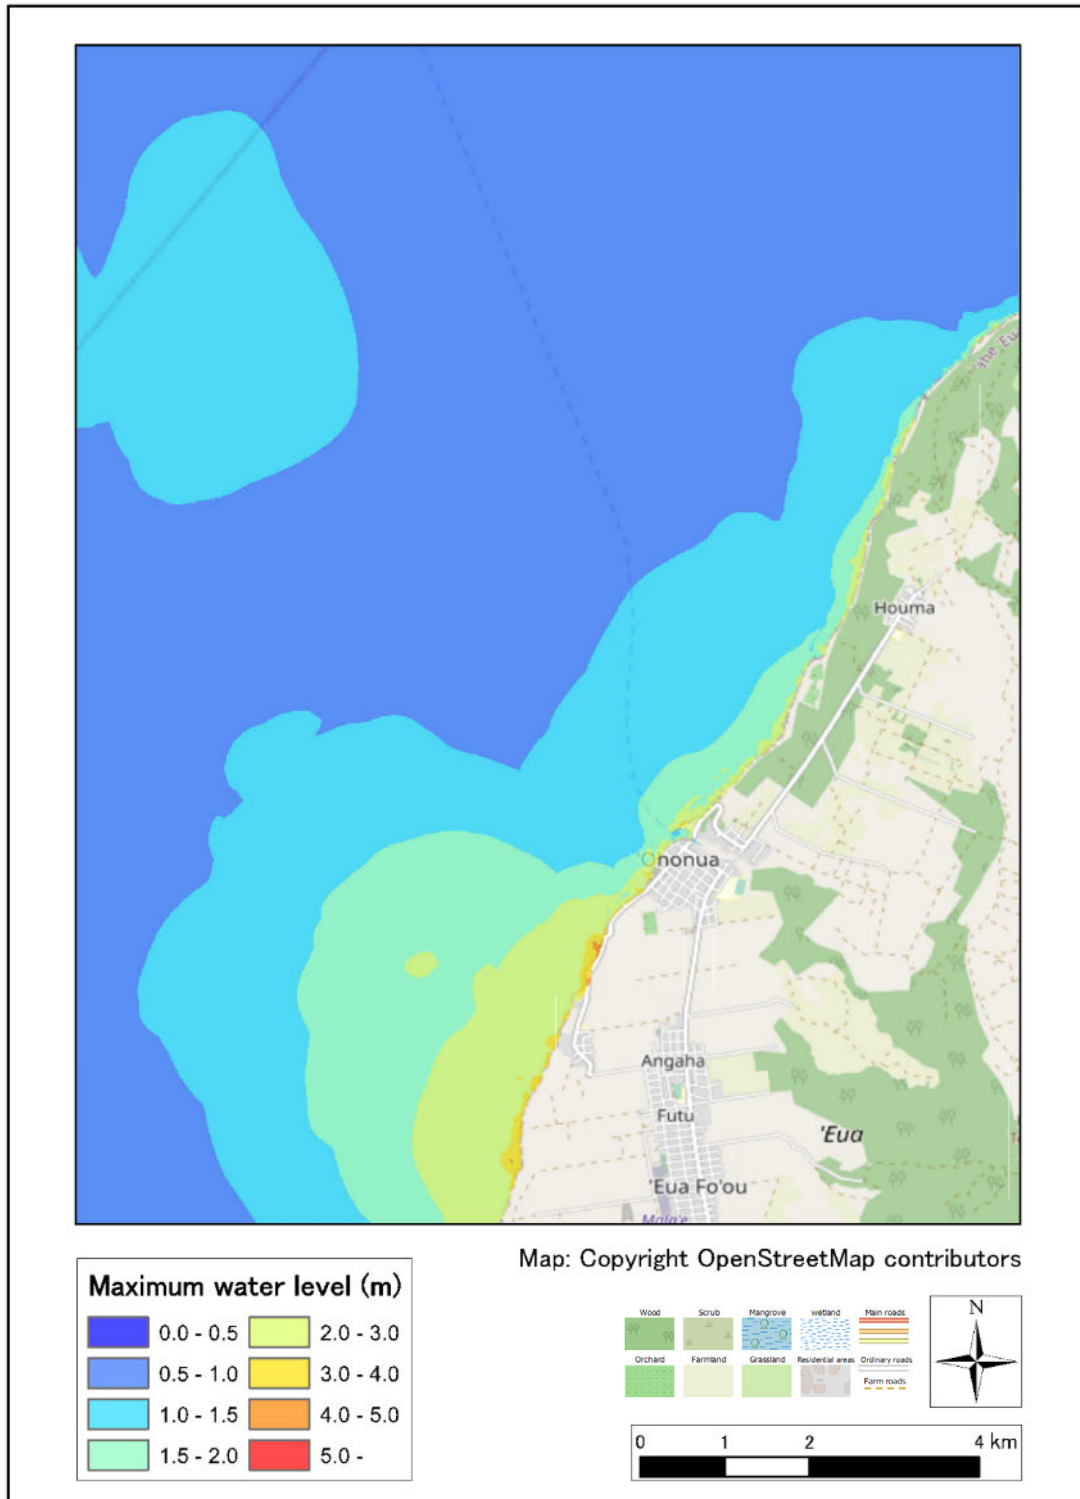 Houma
'Ononua
Angaha
Futu
'Eua
'Eua Fo'ou
Mala'e
Map: Copyright OpenStreetMap contributors
Maximum water level (m)
0.0 - 0.5
0.5 - 1.0
1.0 - 1.5
1.5 - 2.0
2.0 - 3.0
3.0 - 4.0
4.0 - 5.0
5.0 -
Wood Scrub Mangrove wetland Main roads
Orchard Farmland Grassland Residential areas Ordinary roads
Farm roads
N
0 1 2 4 km